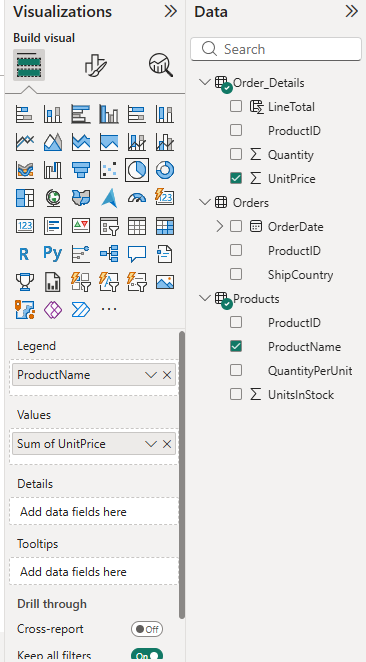 Visualizations
Build visual
123
R
Py
...
Legend
ProductName
Values
Sum of UnitPrice
Details
Add data fields here
Tooltips
Add data fields here
Drill through
Cross-report
Off
Keep all filters
On
Data
Search
Order_Details
LineTotal
ProductID
Quantity
UnitPrice
Orders
OrderDate
ProductID
ShipCountry
Products
ProductID
ProductName
QuantityPerUnit
UnitsInStock